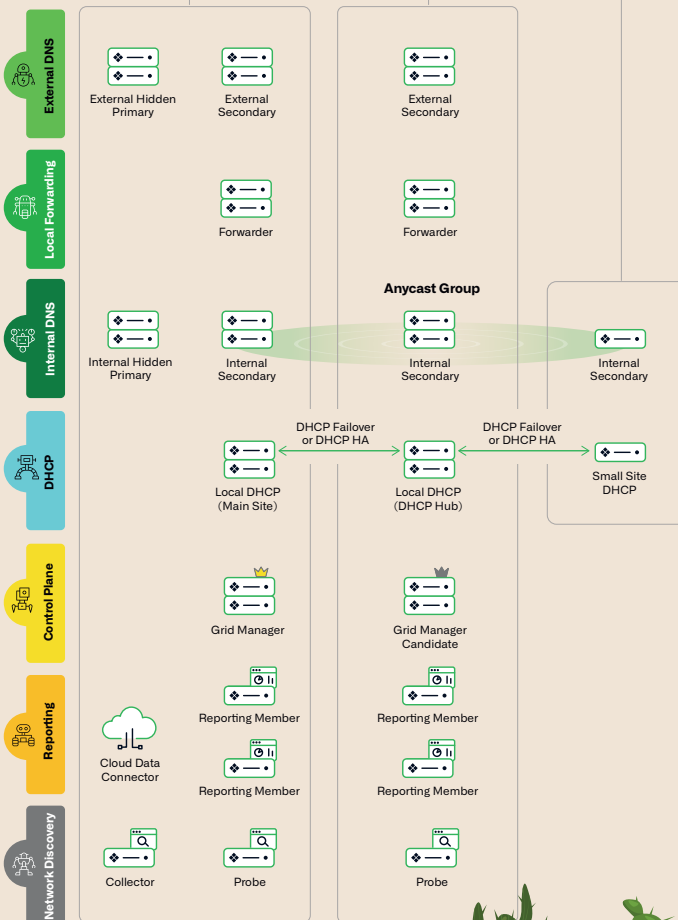 External DNS
External Hidden
Primary
External
Secondary
External
Secondary
Local Forwarding
Forwarder
Forwarder
Anycast Group
Internal DNS
Internal Hidden
Primary
Internal
Secondary
Internal
Secondary
Internal
Secondary
DHCP
DHCP Failover
or DHCP HA
DHCP Failover
or DHCP HA
Local DHCP
(Main Site)
Local DHCP
(DHCP Hub)
Small Site
DHCP
Control Plane
Grid Manager
Grid Manager
Candidate
Reporting
Reporting Member
Reporting Member
Cloud Data
Connector
Reporting Member
Reporting Member
Network Discovery
Collector
Probe
Probe